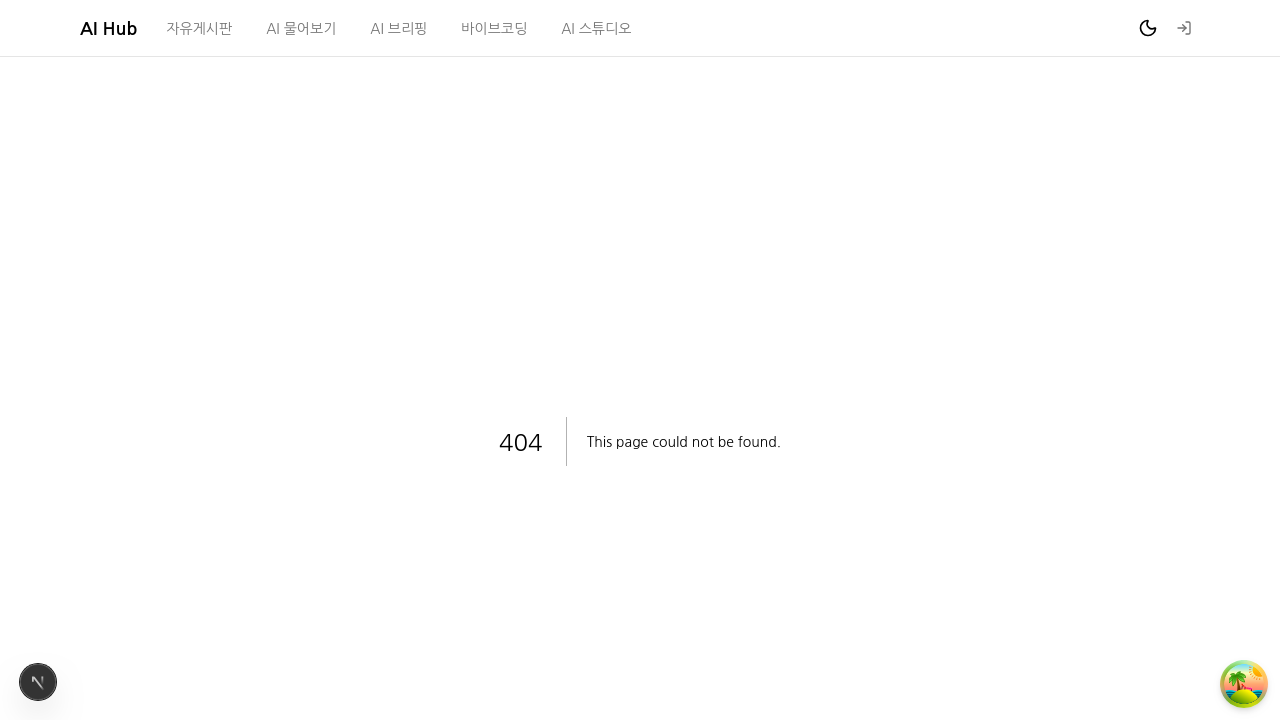 AI Hub
자유게시판
AI 물어보기
AI 브리핑
바이브코딩
AI 스튜디오
404
This page could not be found.